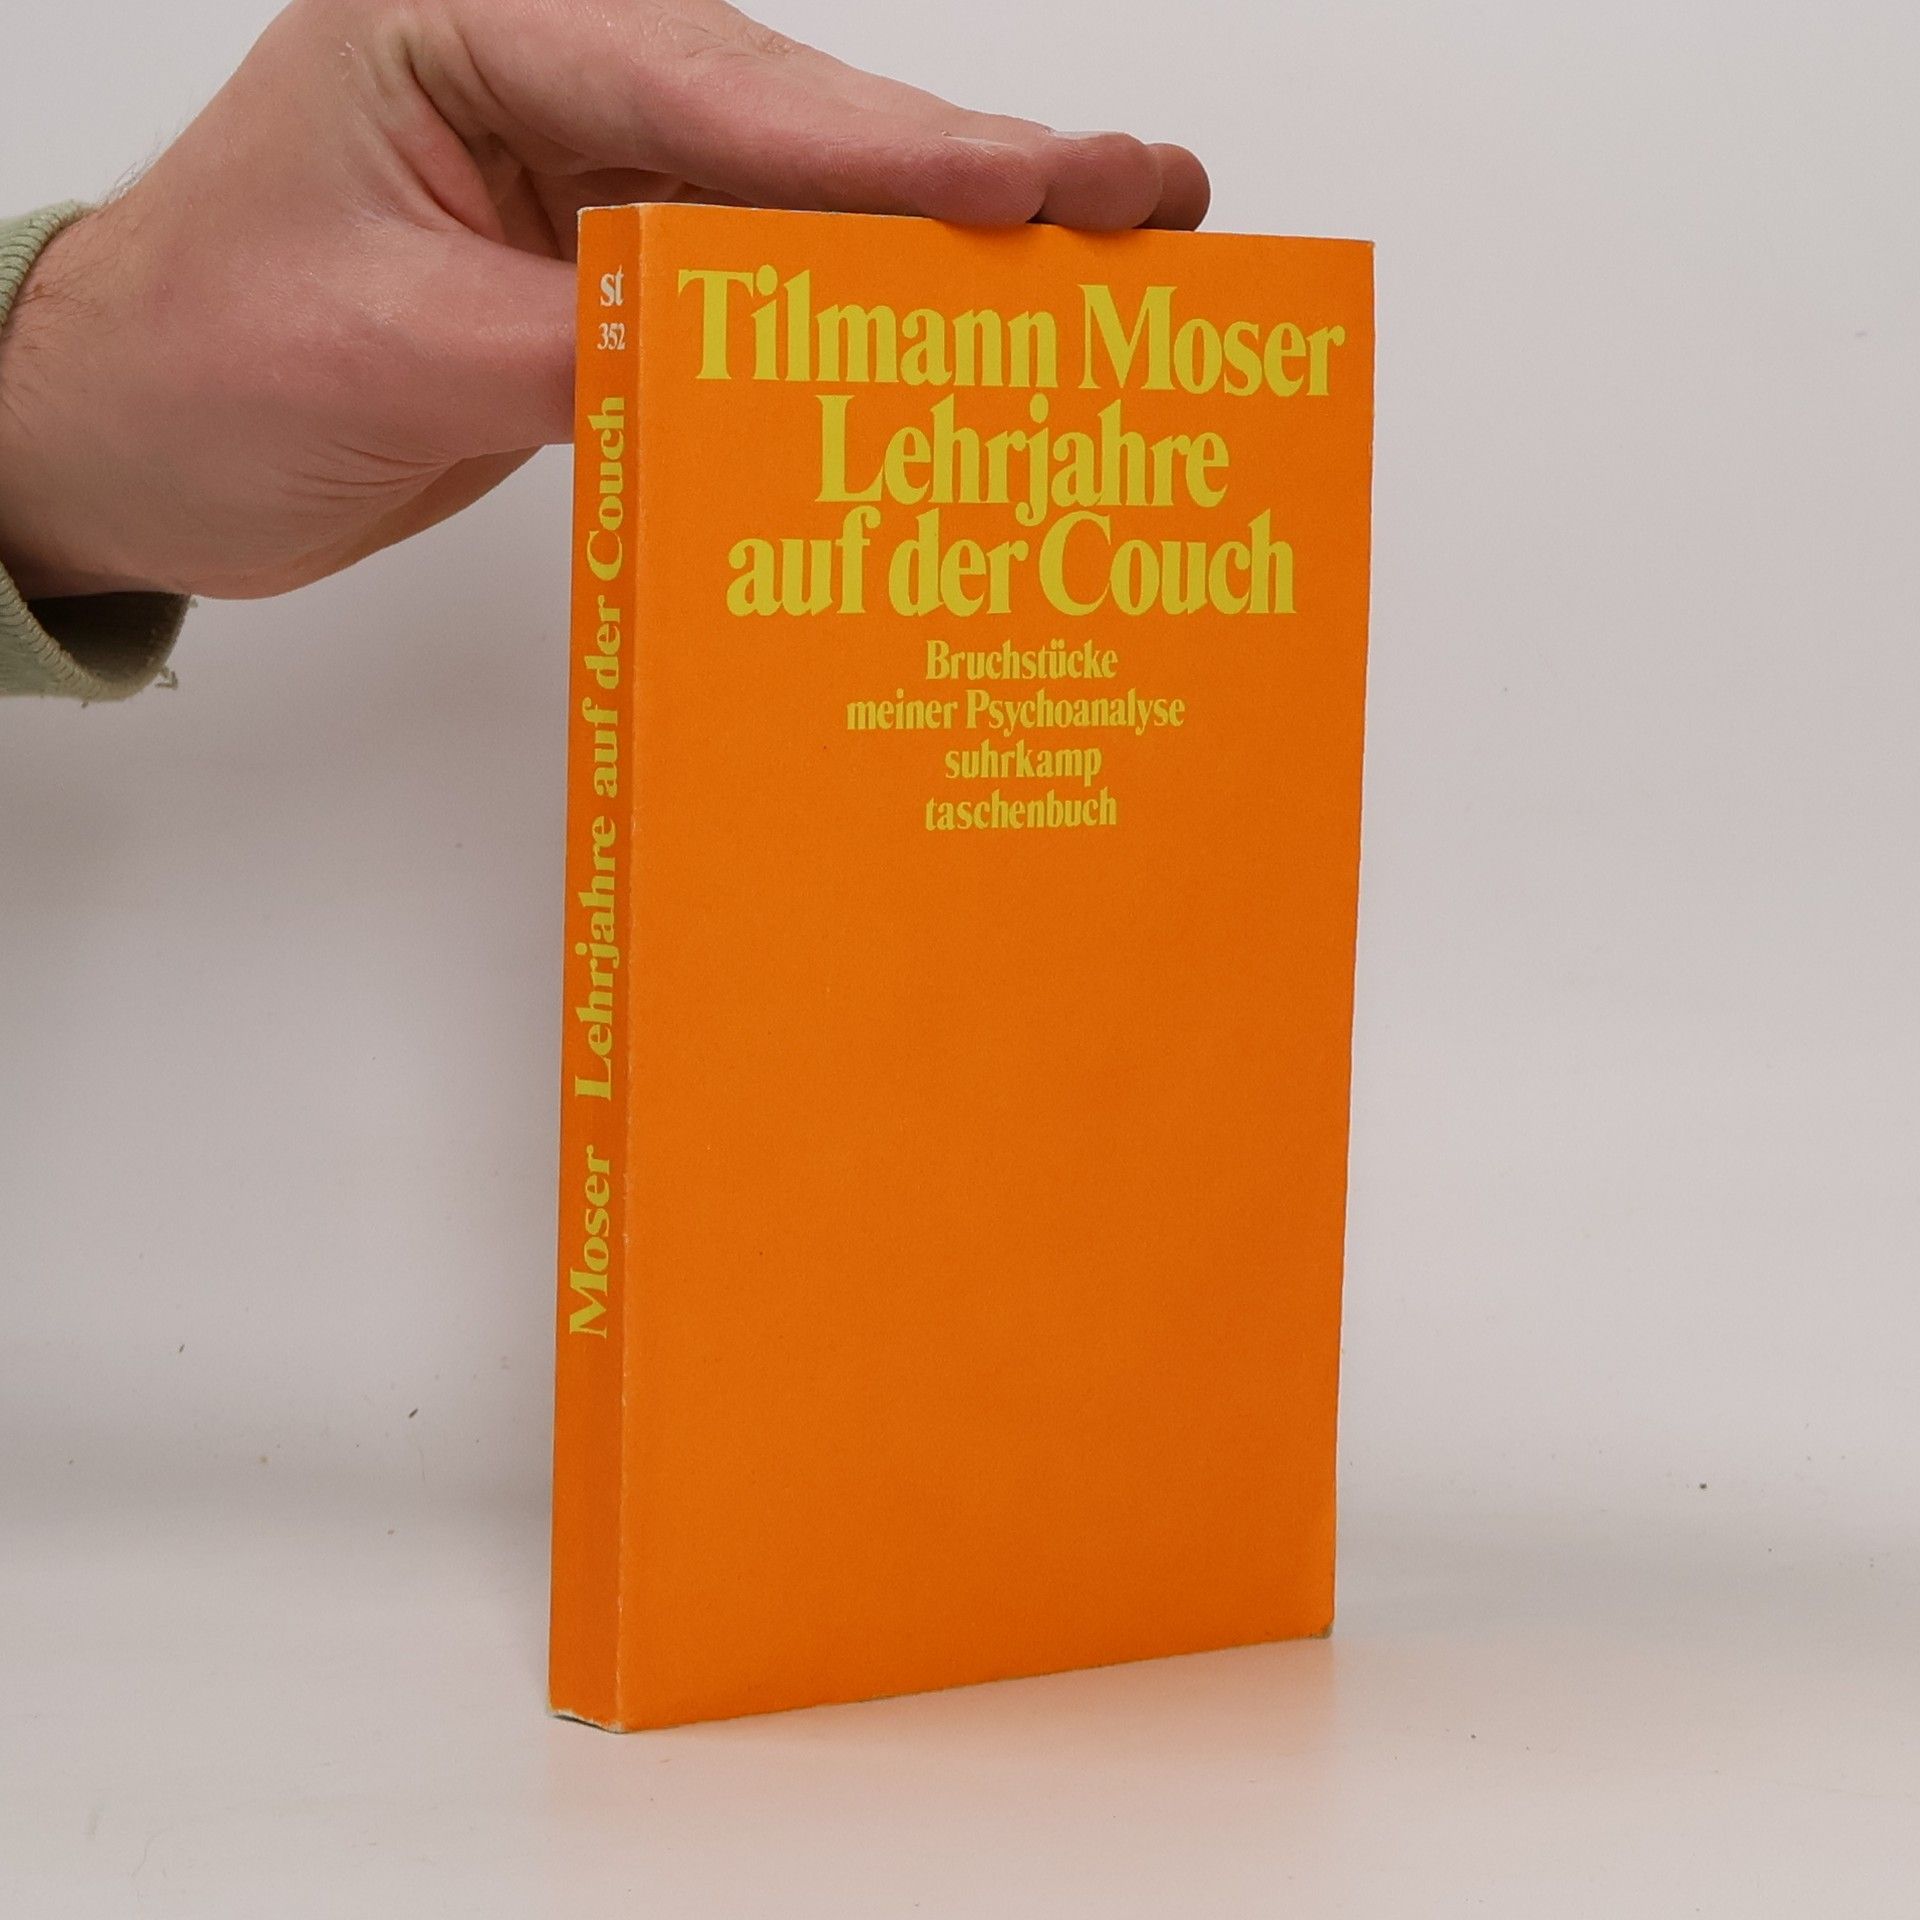 st
352
Moser Lehrjahre auf der Couch
Tilmann Moser
Lehrjahre
auf der Couch
Bruchstücke
meiner Psychoanalyse
suhrkamp
taschenbuch